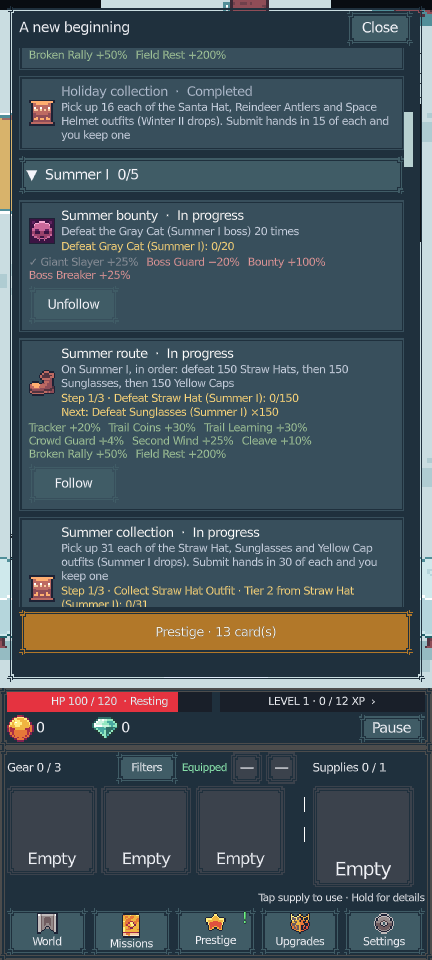 A new beginning
Close
Broken Rally +50% Field Rest +200%
Holiday collection · Completed
Pick up 16 each of the Santa Hat, Reindeer Antlers and Space
Helmet outfits (Winter II drops). Submit hands in 15 of each and
you keep one
▼ Summer I 0/5
Summer bounty · In progress
Defeat the Gray Cat (Summer I boss) 20 times
Defeat Gray Cat (Summer I): 0/20
✓ Giant Slayer +25% Boss Guard −20% Bounty +100%
Boss Breaker +25%
Unfollow
Summer route · In progress
On Summer I, in order: defeat 150 Straw Hats, then 150
Sunglasses, then 150 Yellow Caps
Step 1/3 · Defeat Straw Hat (Summer I): 0/150
Next: Defeat Sunglasses (Summer I) ×150
Tracker +20% Trail Coins +30% Trail Learning +30%
Crowd Guard +4% Second Wind +25% Cleave +10%
Broken Rally +50% Field Rest +200%
Follow
Summer collection · In progress
Pick up 31 each of the Straw Hat, Sunglasses and Yellow Cap
outfits (Summer I drops). Submit hands in 30 of each and you
keep one
Step 1/3 · Collect Straw Hat Outfit · Tier 2 from Straw Hat
(Summer I): 0/31
Prestige · 13 card(s)
HP 100 / 120 · Resting
LEVEL 1 · 0 / 12 XP ›
0
0
Pause
Gear 0 / 3
Filters
Equipped
—
—
Supplies 0 / 1
Empty
Empty
Empty
Empty
Tap supply to use · Hold for details
World
Missions
Prestige
!
Upgrades
Settings